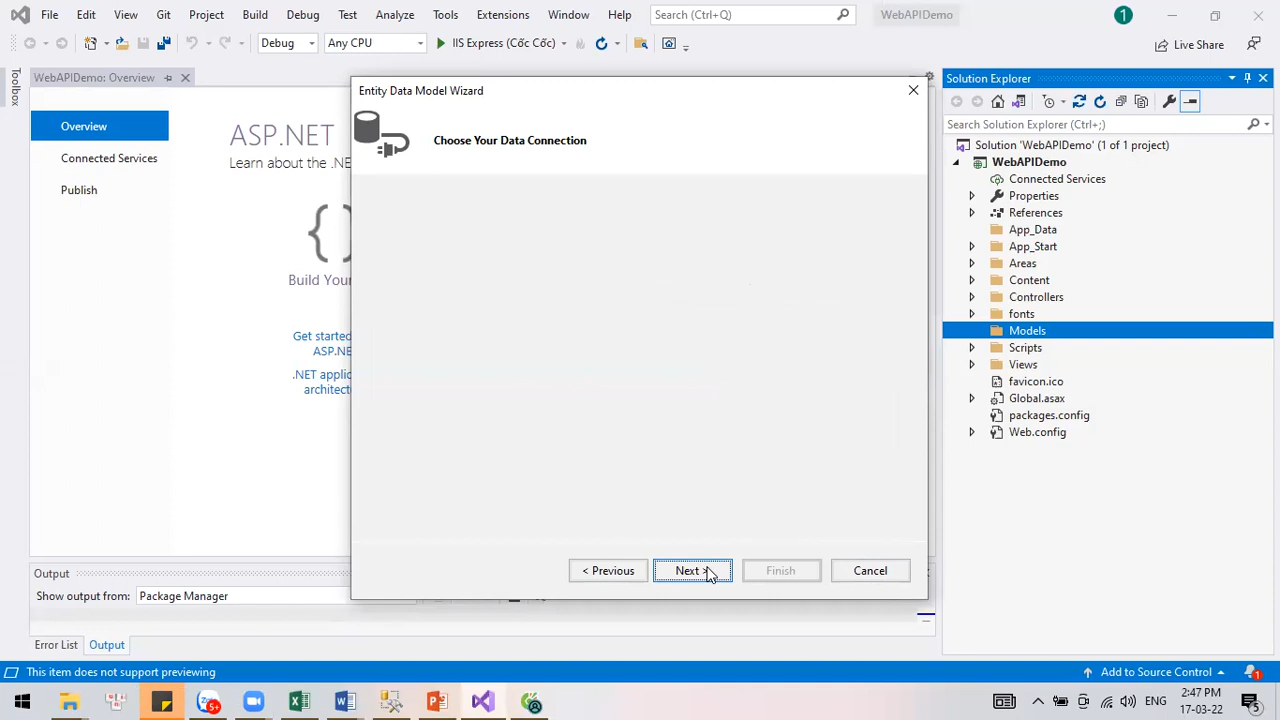 File Edit View Git Project Build Debug Test Analyze Tools Extensions Window Help Search (Ctrl+Q) WebAPIDemo 1
Debug Any CPU IIS Express (Cốc Cốc) Live Share
Toolbox
WebAPIDemo: Overview
Overview
Connected Services
Publish
ASP.NET
Learn about the .NE
Build Your
Get started
ASP.NE
.NET applic
architect
Entity Data Model Wizard
Choose Your Data Connection
< Previous Next > Finish Cancel
Solution Explorer
Search Solution Explorer (Ctrl+;)
Solution 'WebAPIDemo' (1 of 1 project)
WebAPIDemo
Connected Services
Properties
References
App_Data
App_Start
Areas
Content
Controllers
fonts
Models
Scripts
Views
favicon.ico
Global.asax
packages.config
Web.config
Output
Show output from: Package Manager
Error List Output
This item does not support previewing Add to Source Control 1
5+ ENG 2:47 PM
17-03-22 5